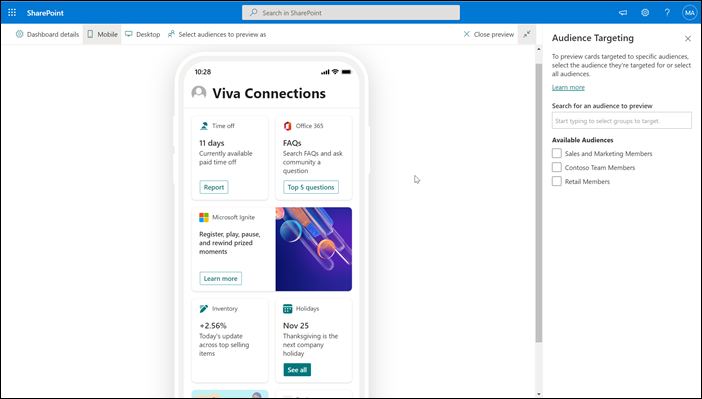 SharePoint
Search in SharePoint
MA
Dashboard details
Mobile
Desktop
Select audiences to preview as
Close preview
10:28
Viva Connections
Time off
11 days
Currently available
paid time off
Report
Office 365
FAQs
Search FAQs and ask
community a
question
Top 5 questions
Microsoft Ignite
Register, play, pause,
and rewind prized
moments
Learn more
Inventory
+2.56%
Today's update
across top selling
items
Holidays
Nov 25
Thanksgiving is the
next company
holiday
See all
Audience Targeting
To preview cards targeted to specific audiences,
select the audience they're targeted for or select
all audiences.
Learn more
Search for an audience to preview
Start typing to select groups to target.
Available Audiences
Sales and Marketing Members
Contoso Team Members
Retail Members